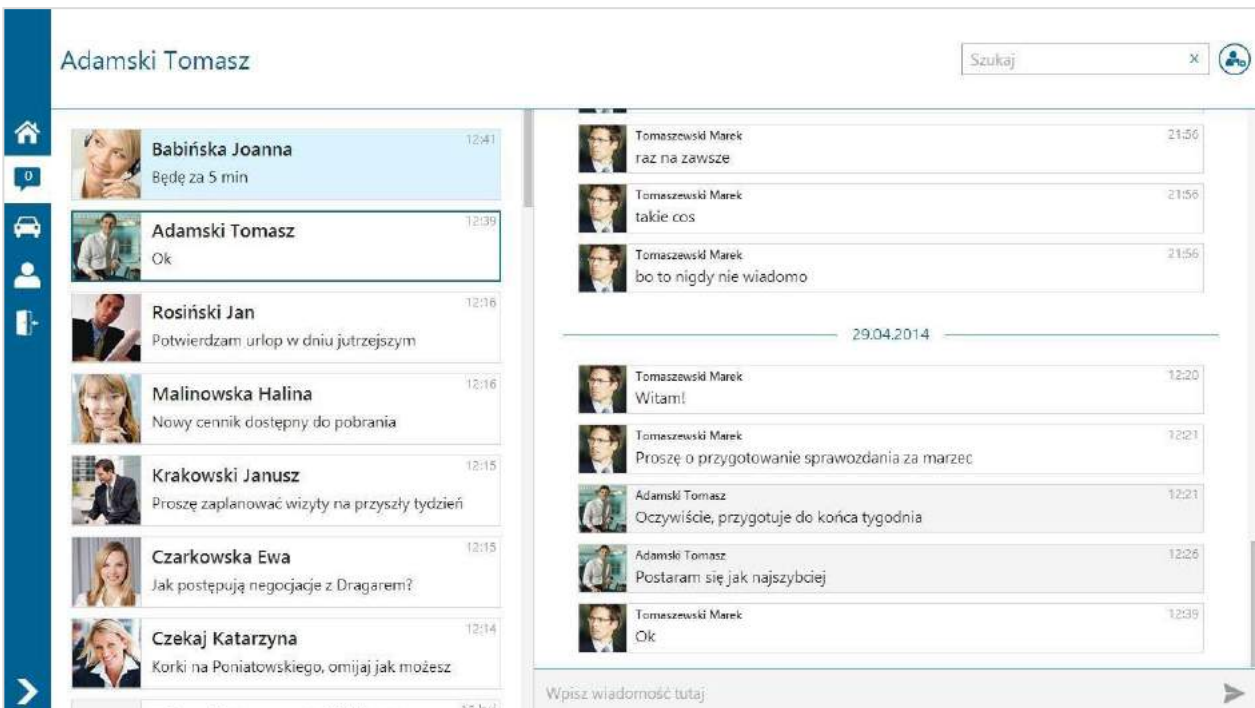 Adamski Tomasz
Szukaj
x
0
Babińska Joanna
12:41
Będę za 5 min
Adamski Tomasz
12:39
Ok
Rosiński Jan
12:16
Potwierdzam urlop w dniu jutrzejszym
Malinowska Halina
12:16
Nowy cennik dostępny do pobrania
Krakowski Janusz
12:15
Proszę zaplanować wizyty na przyszły tydzień
Czarkowska Ewa
12:15
Jak postępują negocjacje z Dragarem?
Czekaj Katarzyna
12:14
Korki na Poniatowskiego, omijaj jak możesz
Tomaszewski Marek
21:56
raz na zawsze
Tomaszewski Marek
21:56
takie cos
Tomaszewski Marek
21:56
bo to nigdy nie wiadomo
29.04.2014
Tomaszewski Marek
12:20
Witam!
Tomaszewski Marek
12:21
Proszę o przygotowanie sprawozdania za marzec
Adamski Tomasz
12:21
Oczywiście, przygotuje do końca tygodnia
Adamski Tomasz
12:26
Postaram się jak najszybciej
Tomaszewski Marek
12:39
Ok
Wpisz wiadomość tutaj